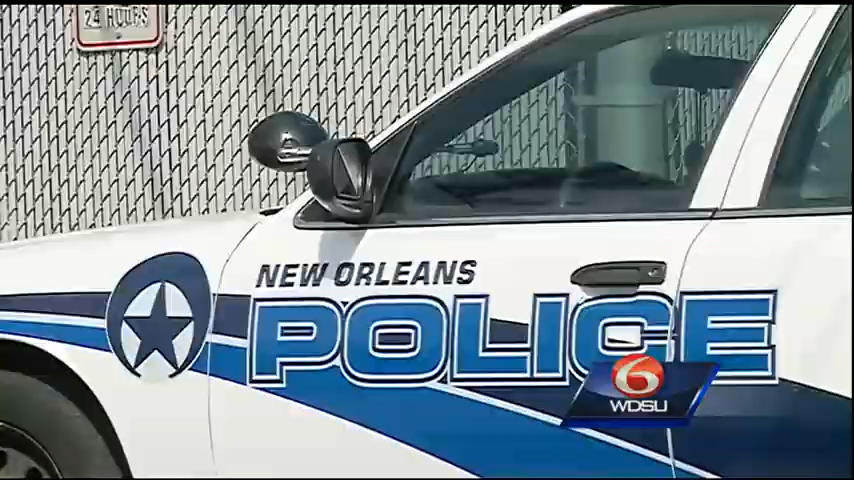 24 HOURS
NEW ORLEANS
POLICE
6
WDSU